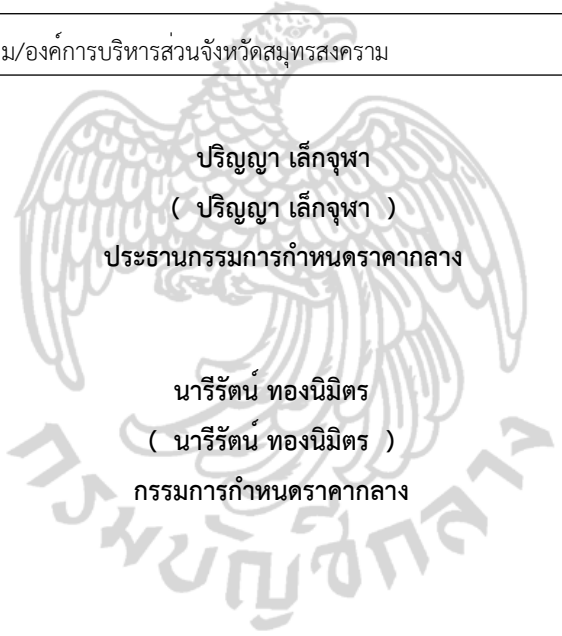 ม/องค์การบริหารส่วนจังหวัดสมุทรสงคราม
ปริญญา เล็กจุฬา
( ปริญญา เล็กจุฬา )
ประธานกรรมการกำหนดราคากลาง
นารีรัตน์ ทองนิมิตร
( นารีรัตน์ ทองนิมิตร )
กรรมการกำหนดราคากลาง
กรมบัญชีกลาง